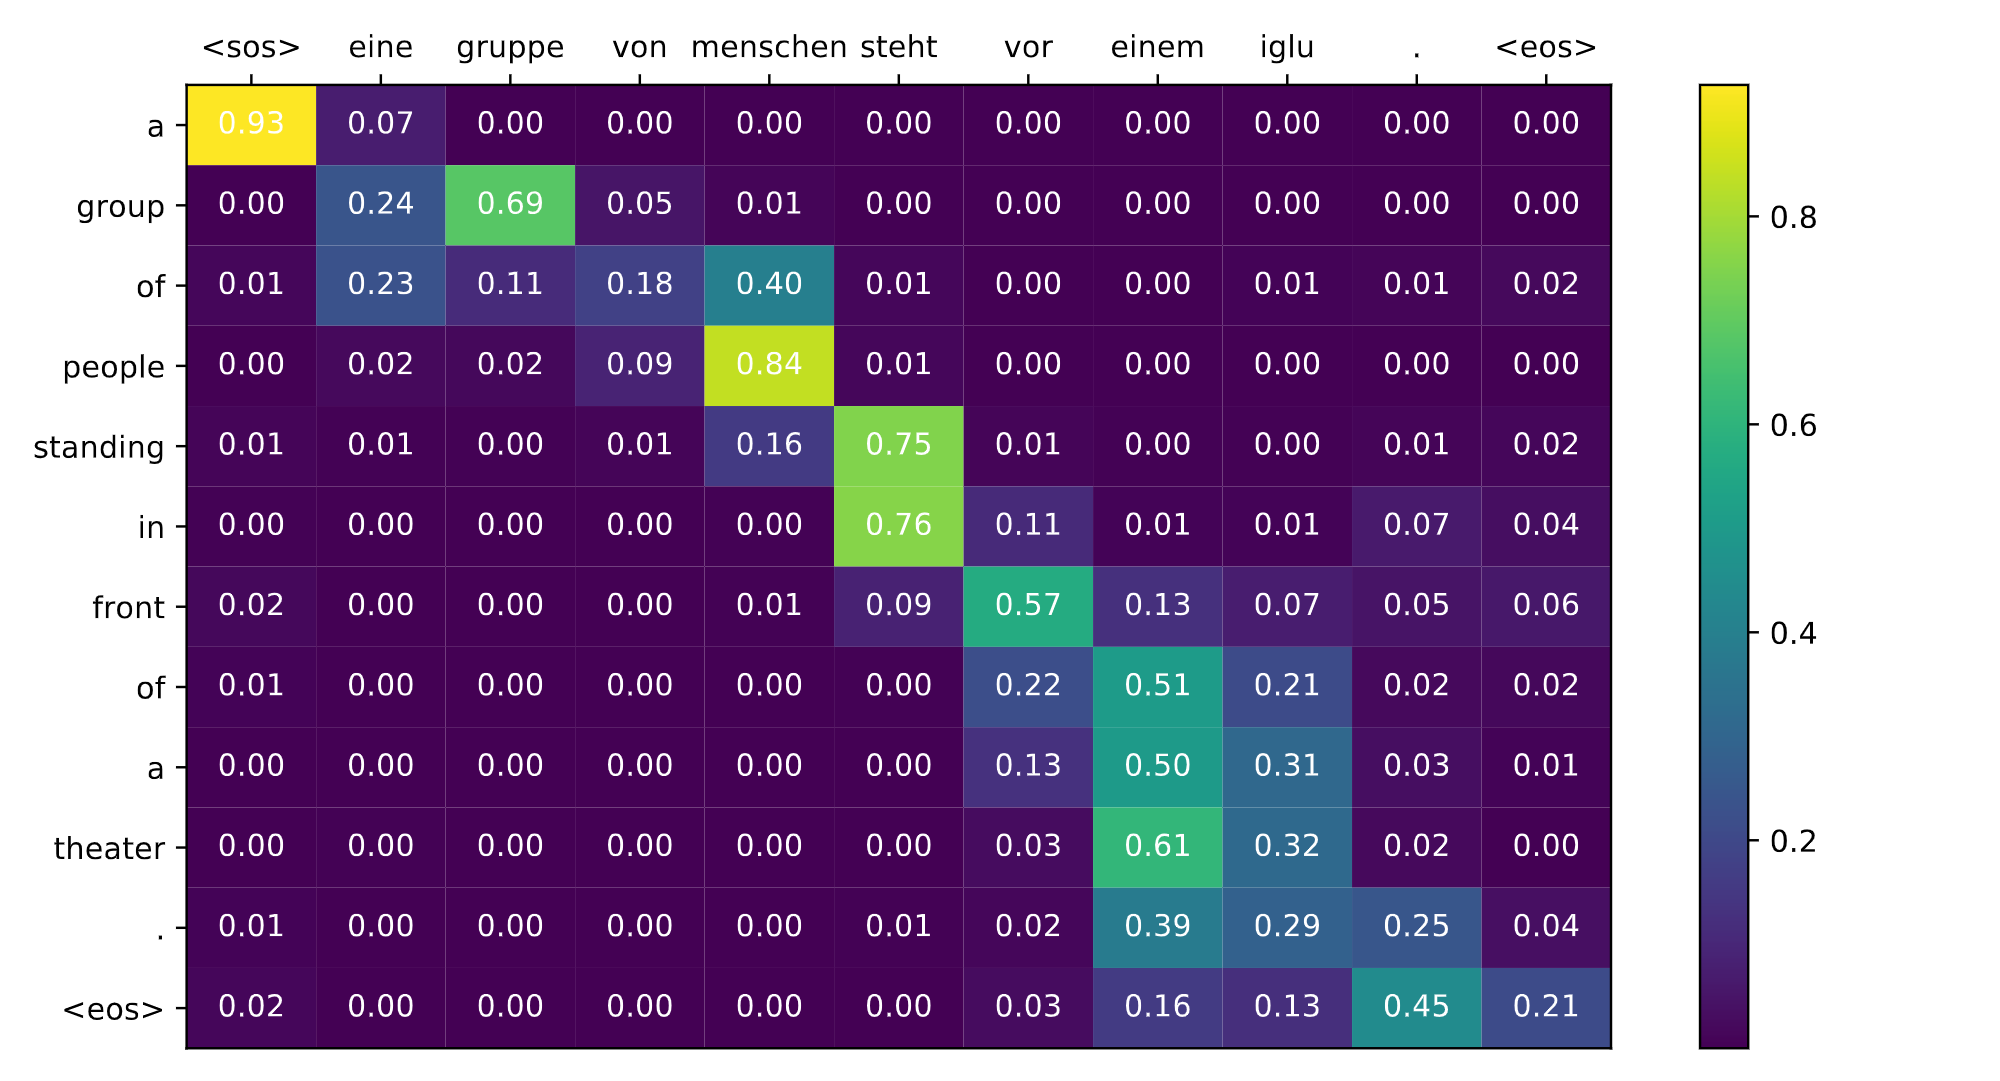 <sos> eine gruppe von menschen steht vor einem iglu . <eos>
a 0.93 0.07 0.00 0.00 0.00 0.00 0.00 0.00 0.00 0.00 0.00
group 0.00 0.24 0.69 0.05 0.01 0.00 0.00 0.00 0.00 0.00 0.00
of 0.01 0.23 0.11 0.18 0.40 0.01 0.00 0.00 0.01 0.01 0.02
people 0.00 0.02 0.02 0.09 0.84 0.01 0.00 0.00 0.00 0.00 0.00
standing 0.01 0.01 0.00 0.01 0.16 0.75 0.01 0.00 0.00 0.01 0.02
in 0.00 0.00 0.00 0.00 0.00 0.76 0.11 0.01 0.01 0.07 0.04
front 0.02 0.00 0.00 0.00 0.01 0.09 0.57 0.13 0.07 0.05 0.06
of 0.01 0.00 0.00 0.00 0.00 0.00 0.22 0.51 0.21 0.02 0.02
a 0.00 0.00 0.00 0.00 0.00 0.00 0.13 0.50 0.31 0.03 0.01
theater 0.00 0.00 0.00 0.00 0.00 0.00 0.03 0.61 0.32 0.02 0.00
. 0.01 0.00 0.00 0.00 0.00 0.01 0.02 0.39 0.29 0.25 0.04
<eos> 0.02 0.00 0.00 0.00 0.00 0.00 0.03 0.16 0.13 0.45 0.21
0.8
0.6
0.4
0.2